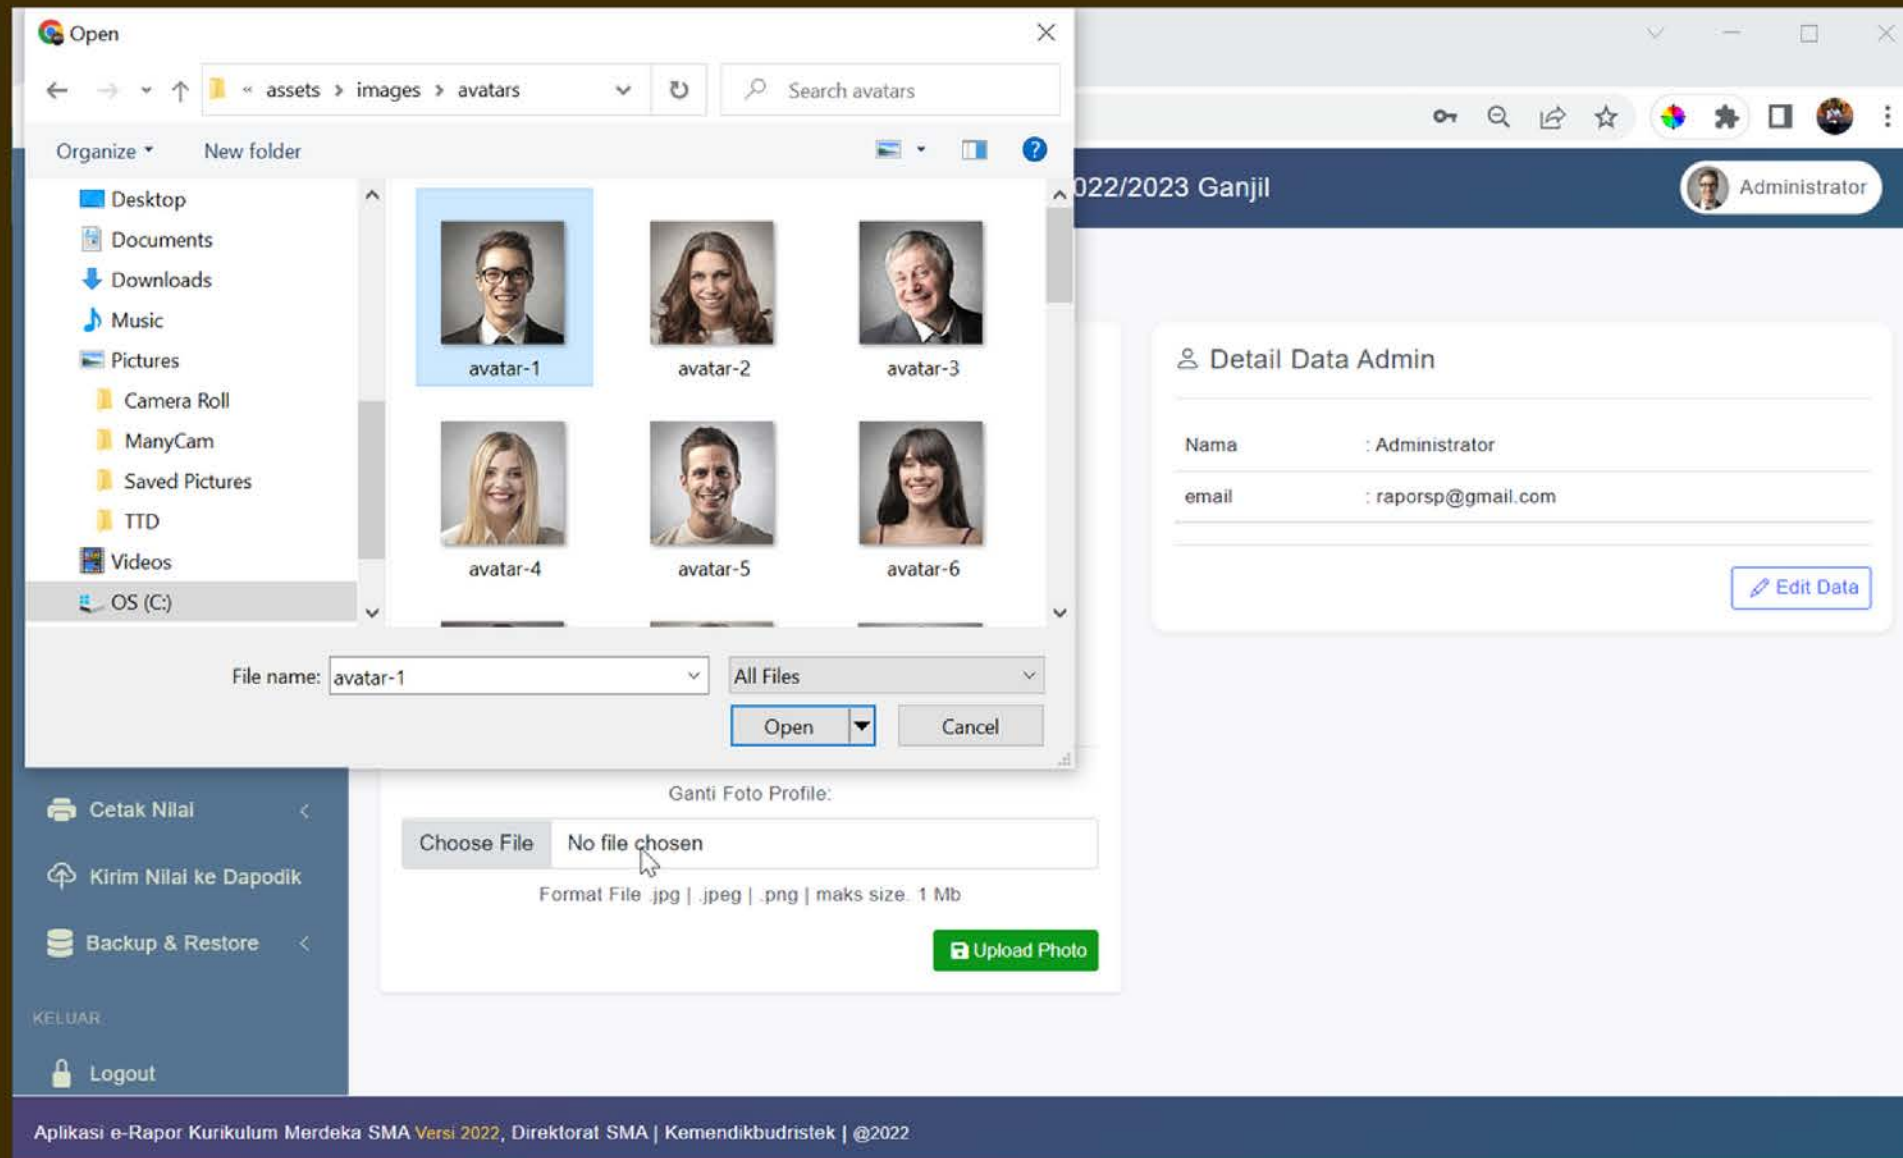 Open
« assets > images > avatars
Search avatars
Organize
New folder
Desktop
Documents
Downloads
Music
Pictures
Camera Roll
ManyCam
Saved Pictures
TTD
Videos
OS (C:)
avatar-1
avatar-2
avatar-3
avatar-4
avatar-5
avatar-6
File name: avatar-1
All Files
Open
Cancel
022/2023 Ganjil
Administrator
Detail Data Admin
Nama : Administrator
email : raporsp@gmail.com
Edit Data
Cetak Nilai
Kirim Nilai ke Dapodik
Backup & Restore
KELUAR
Logout
Ganti Foto Profile:
Choose File No file chosen
Format File .jpg | .jpeg | .png | maks size. 1 Mb
Upload Photo
Aplikasi e-Rapor Kurikulum Merdeka SMA Versi 2022, Direktorat SMA | Kemendikbudristek | @2022